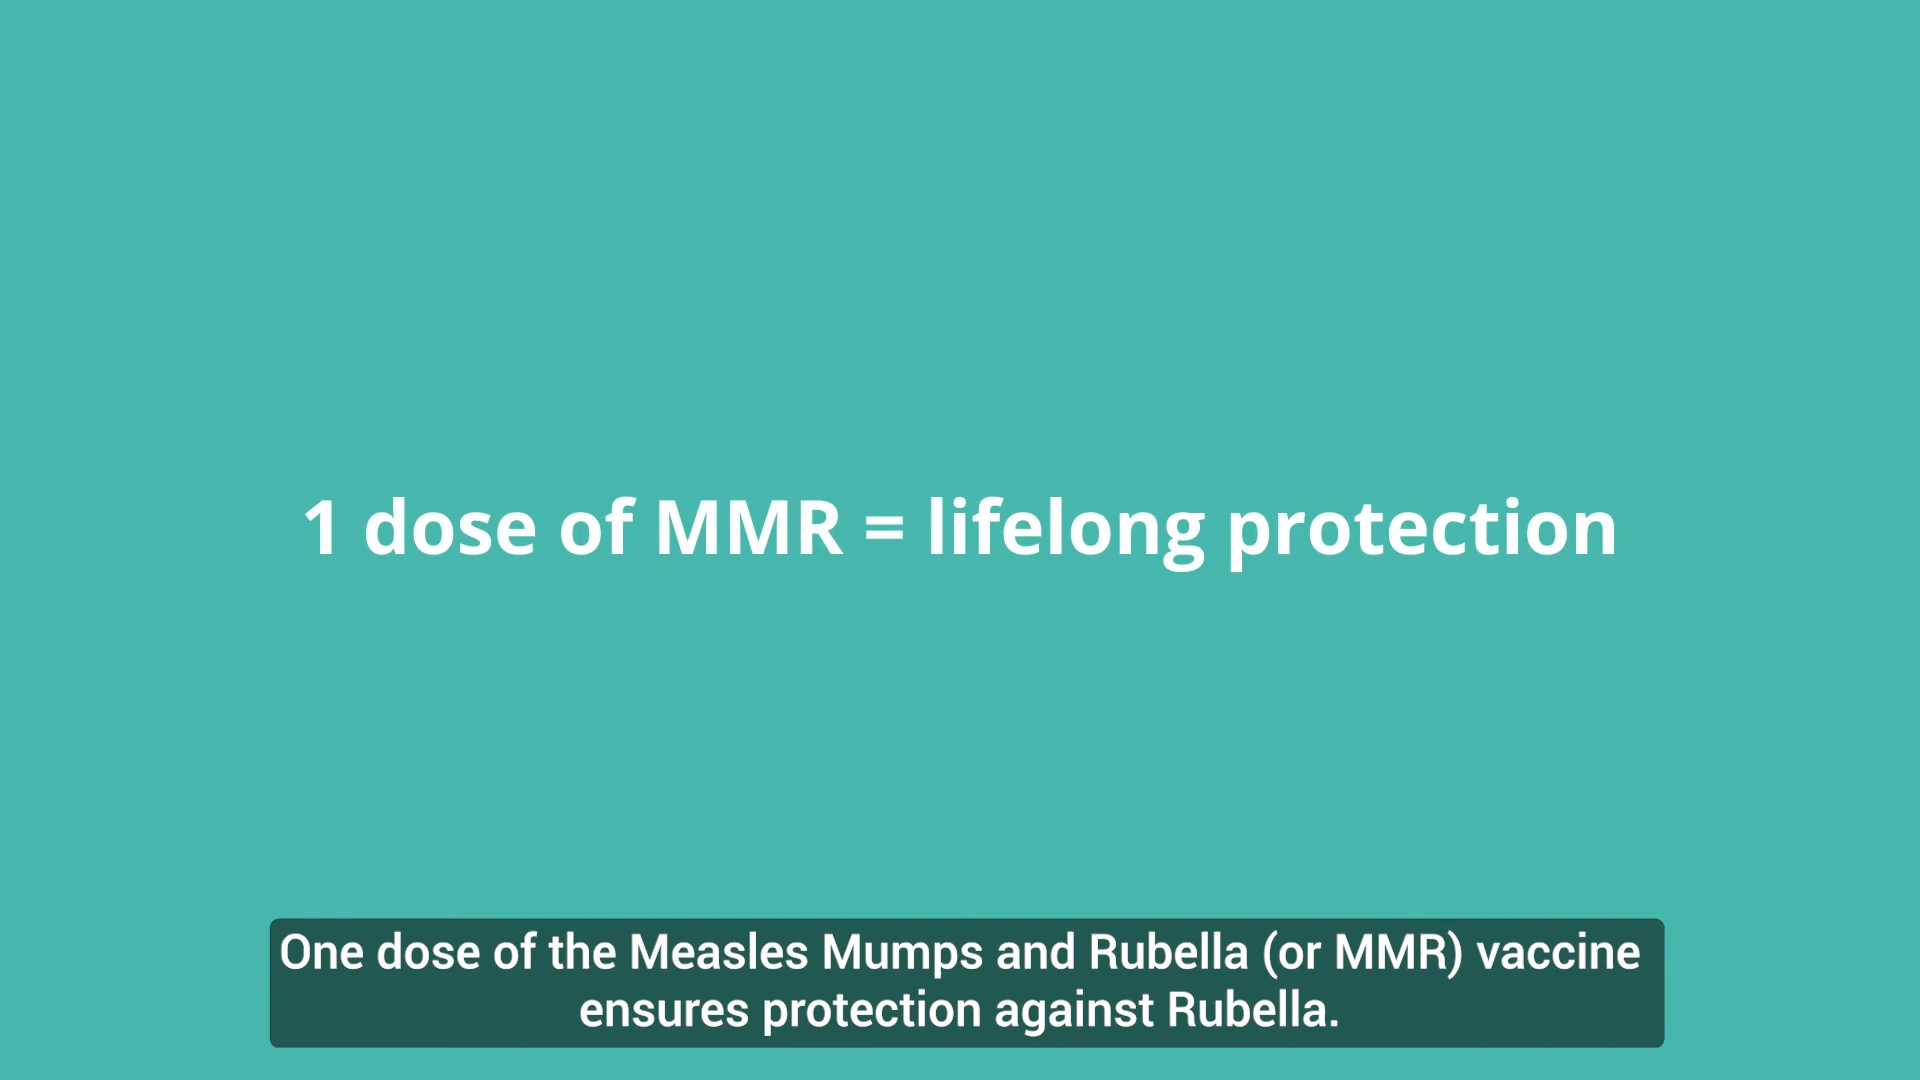 1 dose of MMR = lifelong protection
One dose of the Measles Mumps and Rubella (or MMR) vaccine
ensures protection against Rubella.